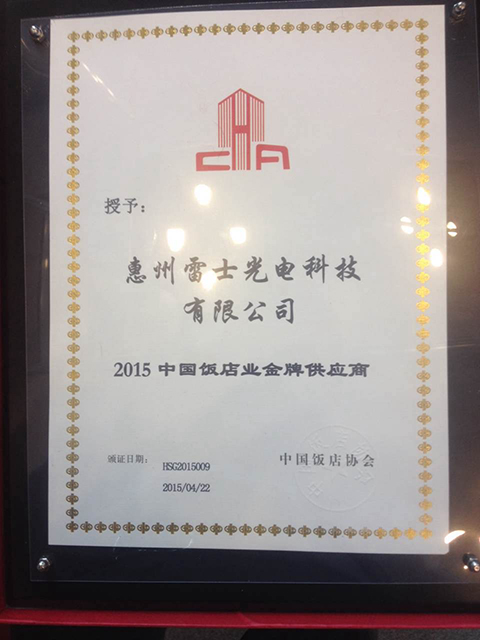 CHA
授予：
惠州雷士光电科技
有限公司
2015 中国饭店业金牌供应商
颁证日期：
HSG2015009
2015/04/22
中国饭店协会